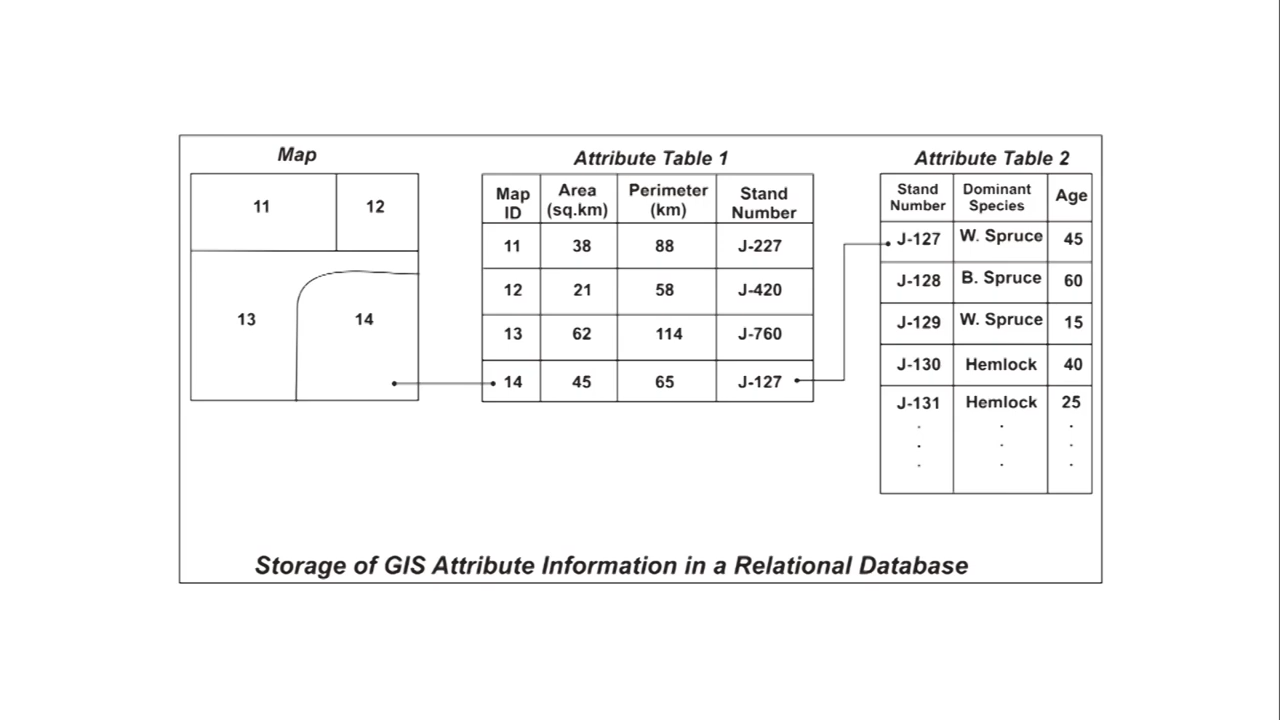 Map
11
12
13
14
Attribute Table 1
Map ID Area (sq.km) Perimeter (km) Stand Number
11 38 88 J-227
12 21 58 J-420
13 62 114 J-760
14 45 65 J-127
Attribute Table 2
Stand Number Dominant Species Age
J-127 W. Spruce 45
J-128 B. Spruce 60
J-129 W. Spruce 15
J-130 Hemlock 40
J-131 Hemlock 25
. . .
. . .
. . .
Storage of GIS Attribute Information in a Relational Database